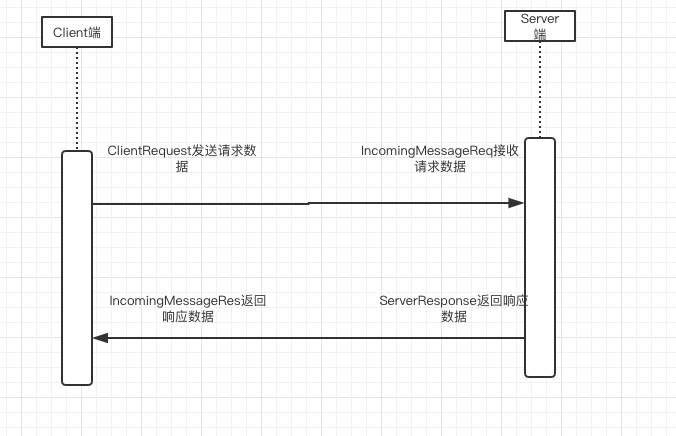 Client端
Server
端
ClientRequest发送请求数
据
IncomingMessageReq接收
请求数据
IncomingMessageRes返回
响应数据
ServerResponse返回响应
数据